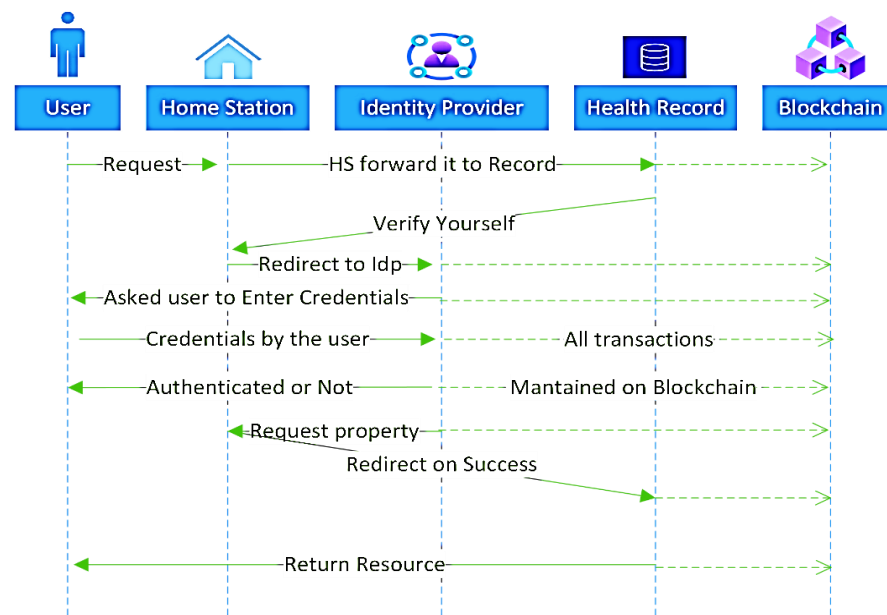 User
Home Station
Identity Provider
Health Record
Blockchain
Request
HS forward it to Record
Verify Yourself
Redirect to Idp
Asked user to Enter Credentials
Credentials by the user
All transactions
Authenticated or Not
Mantained on Blockchain
Request property
Redirect on Success
Return Resource